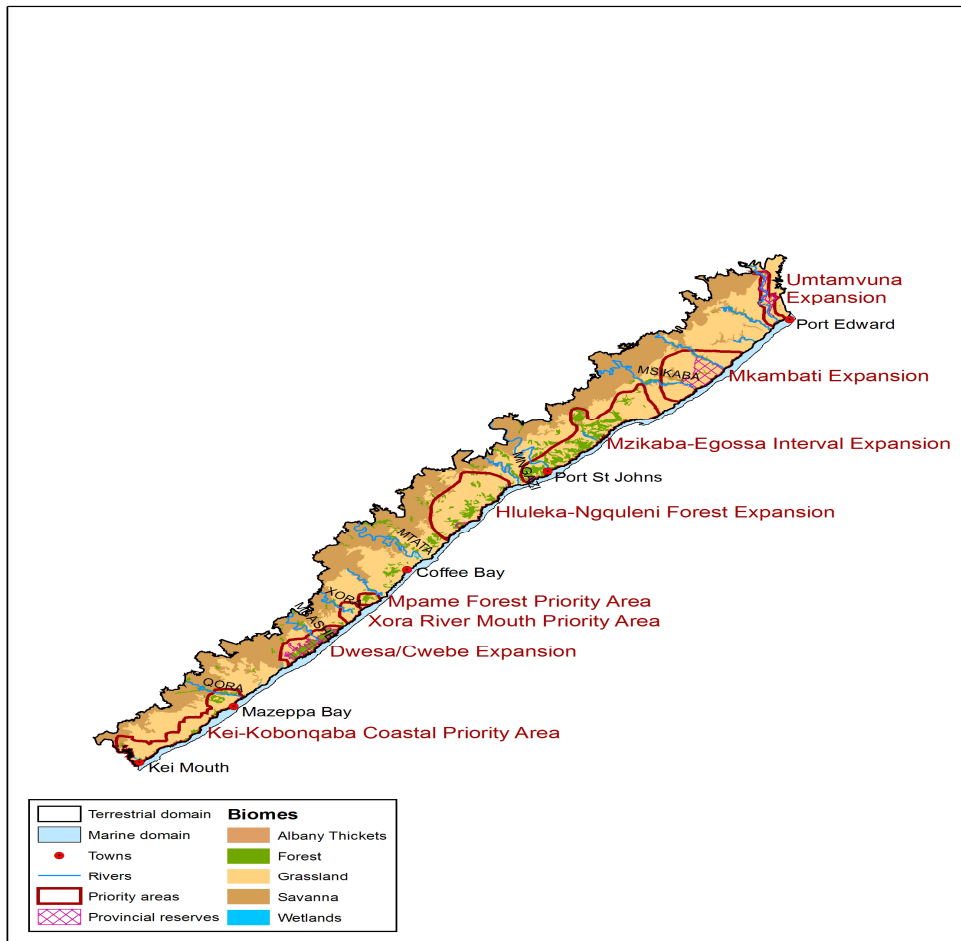 Umtamvuna
Expansion
Port Edward
MSIKABA
Mkambati Expansion
Mzikaba-Egossa Interval Expansion
Port St Johns
Hluleka-Ngquleni Forest Expansion
MTATA
Coffee Bay
XORA
Mpame Forest Priority Area
Xora River Mouth Priority Area
Dwesa/Cwebe Expansion
QORA
Mazeppa Bay
Kei-Kobonqaba Coastal Priority Area
Kei Mouth
Terrestrial domain
Marine domain
Towns
Rivers
Priority areas
Provincial reserves
Biomes
Albany Thickets
Forest
Grassland
Savanna
Wetlands